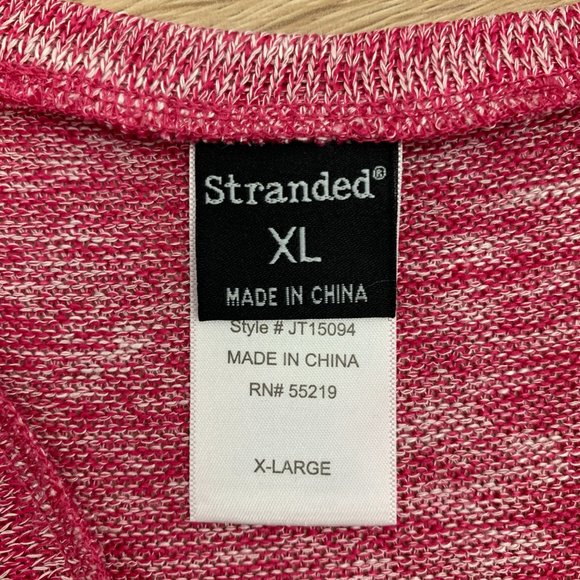 Stranded®
XL
MADE IN CHINA
Style # JT15094
MADE IN CHINA
RN# 55219
X-LARGE